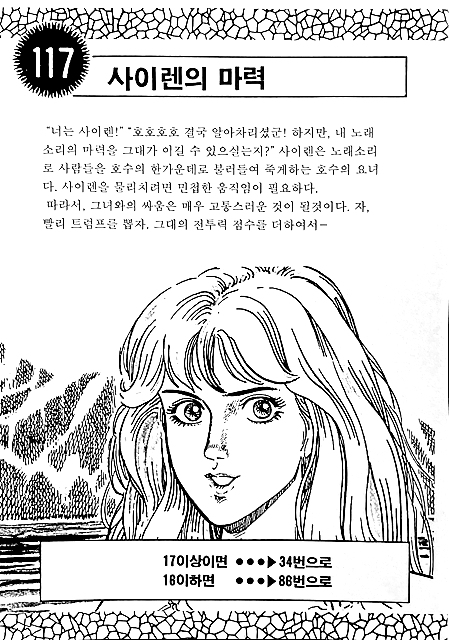 117
사이렌의 마력
“너는 사이렌!” “호호호호 결국 알아차리셨군! 하지만, 내 노래
소리의 마력을 그대가 이길 수 있으실는지?” 사이렌은 노래소리
로 사람들을 호수의 한가운데로 불러들여 죽게하는 호수의 요녀
다. 사이렌을 물리치려면 민첩한 움직임이 필요하다.
따라서, 그녀와의 싸움은 매우 고통스러운 것이 될것이다. 자,
빨리 트럼프를 뽑자. 그대의 전투력 점수를 더하여서−
17이상이면 ●●●▶34번으로
16이하면 ●●●▶86번으로